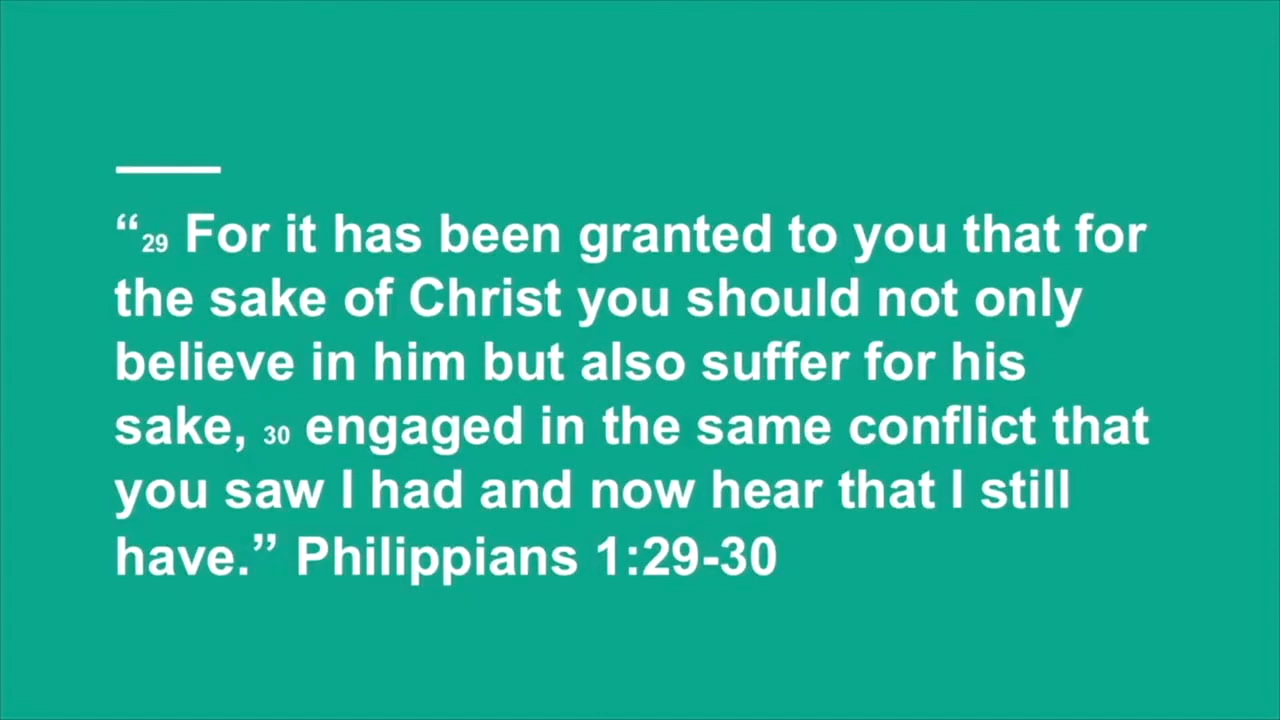 “29 For it has been granted to you that for
the sake of Christ you should not only
believe in him but also suffer for his
sake, 30 engaged in the same conflict that
you saw I had and now hear that I still
have.” Philippians 1:29-30